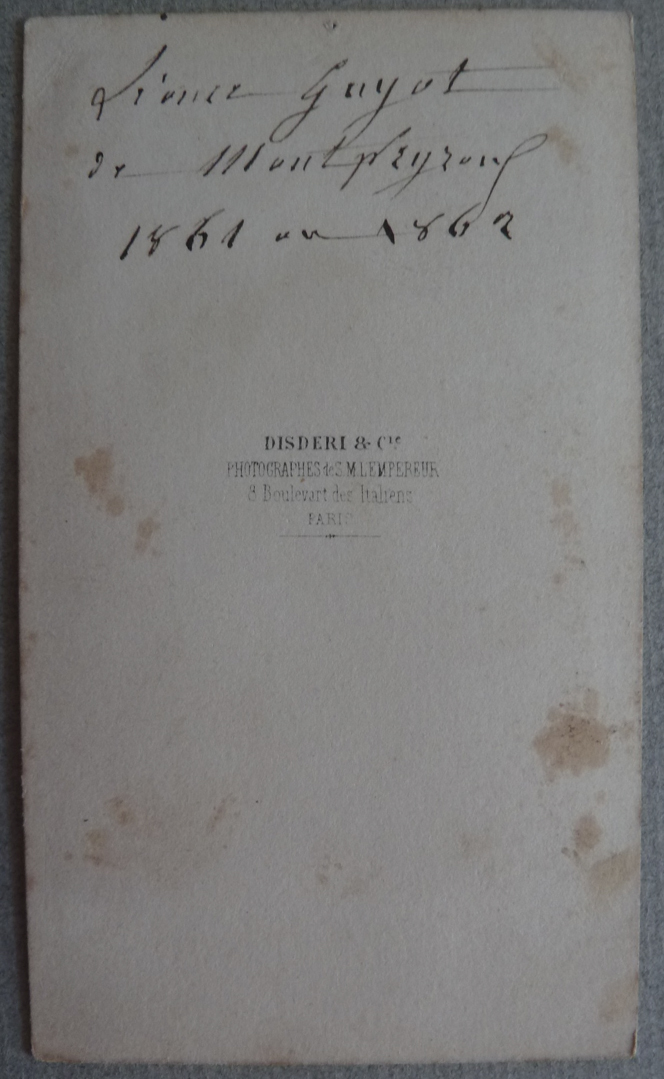 Léonce Guyot
de Montpeyroux
1861 ou 1862
DISDERI & Cie
PHOTOGRAPHES de S.M. L'EMPEREUR
8 Boulevart des Italiens
PARIS